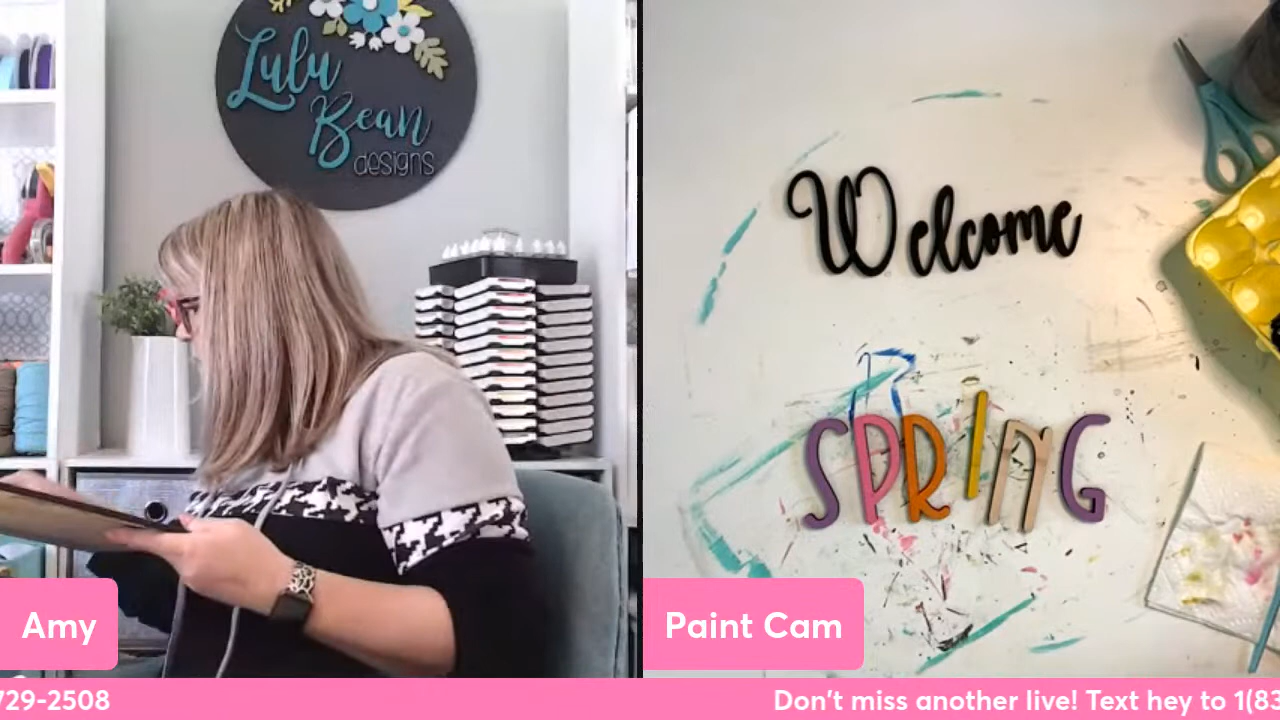 Lulu
Bean
designs
Welcome
SPRING
Amy
Paint Cam
729-2508
Don't miss another live! Text hey to 1(83